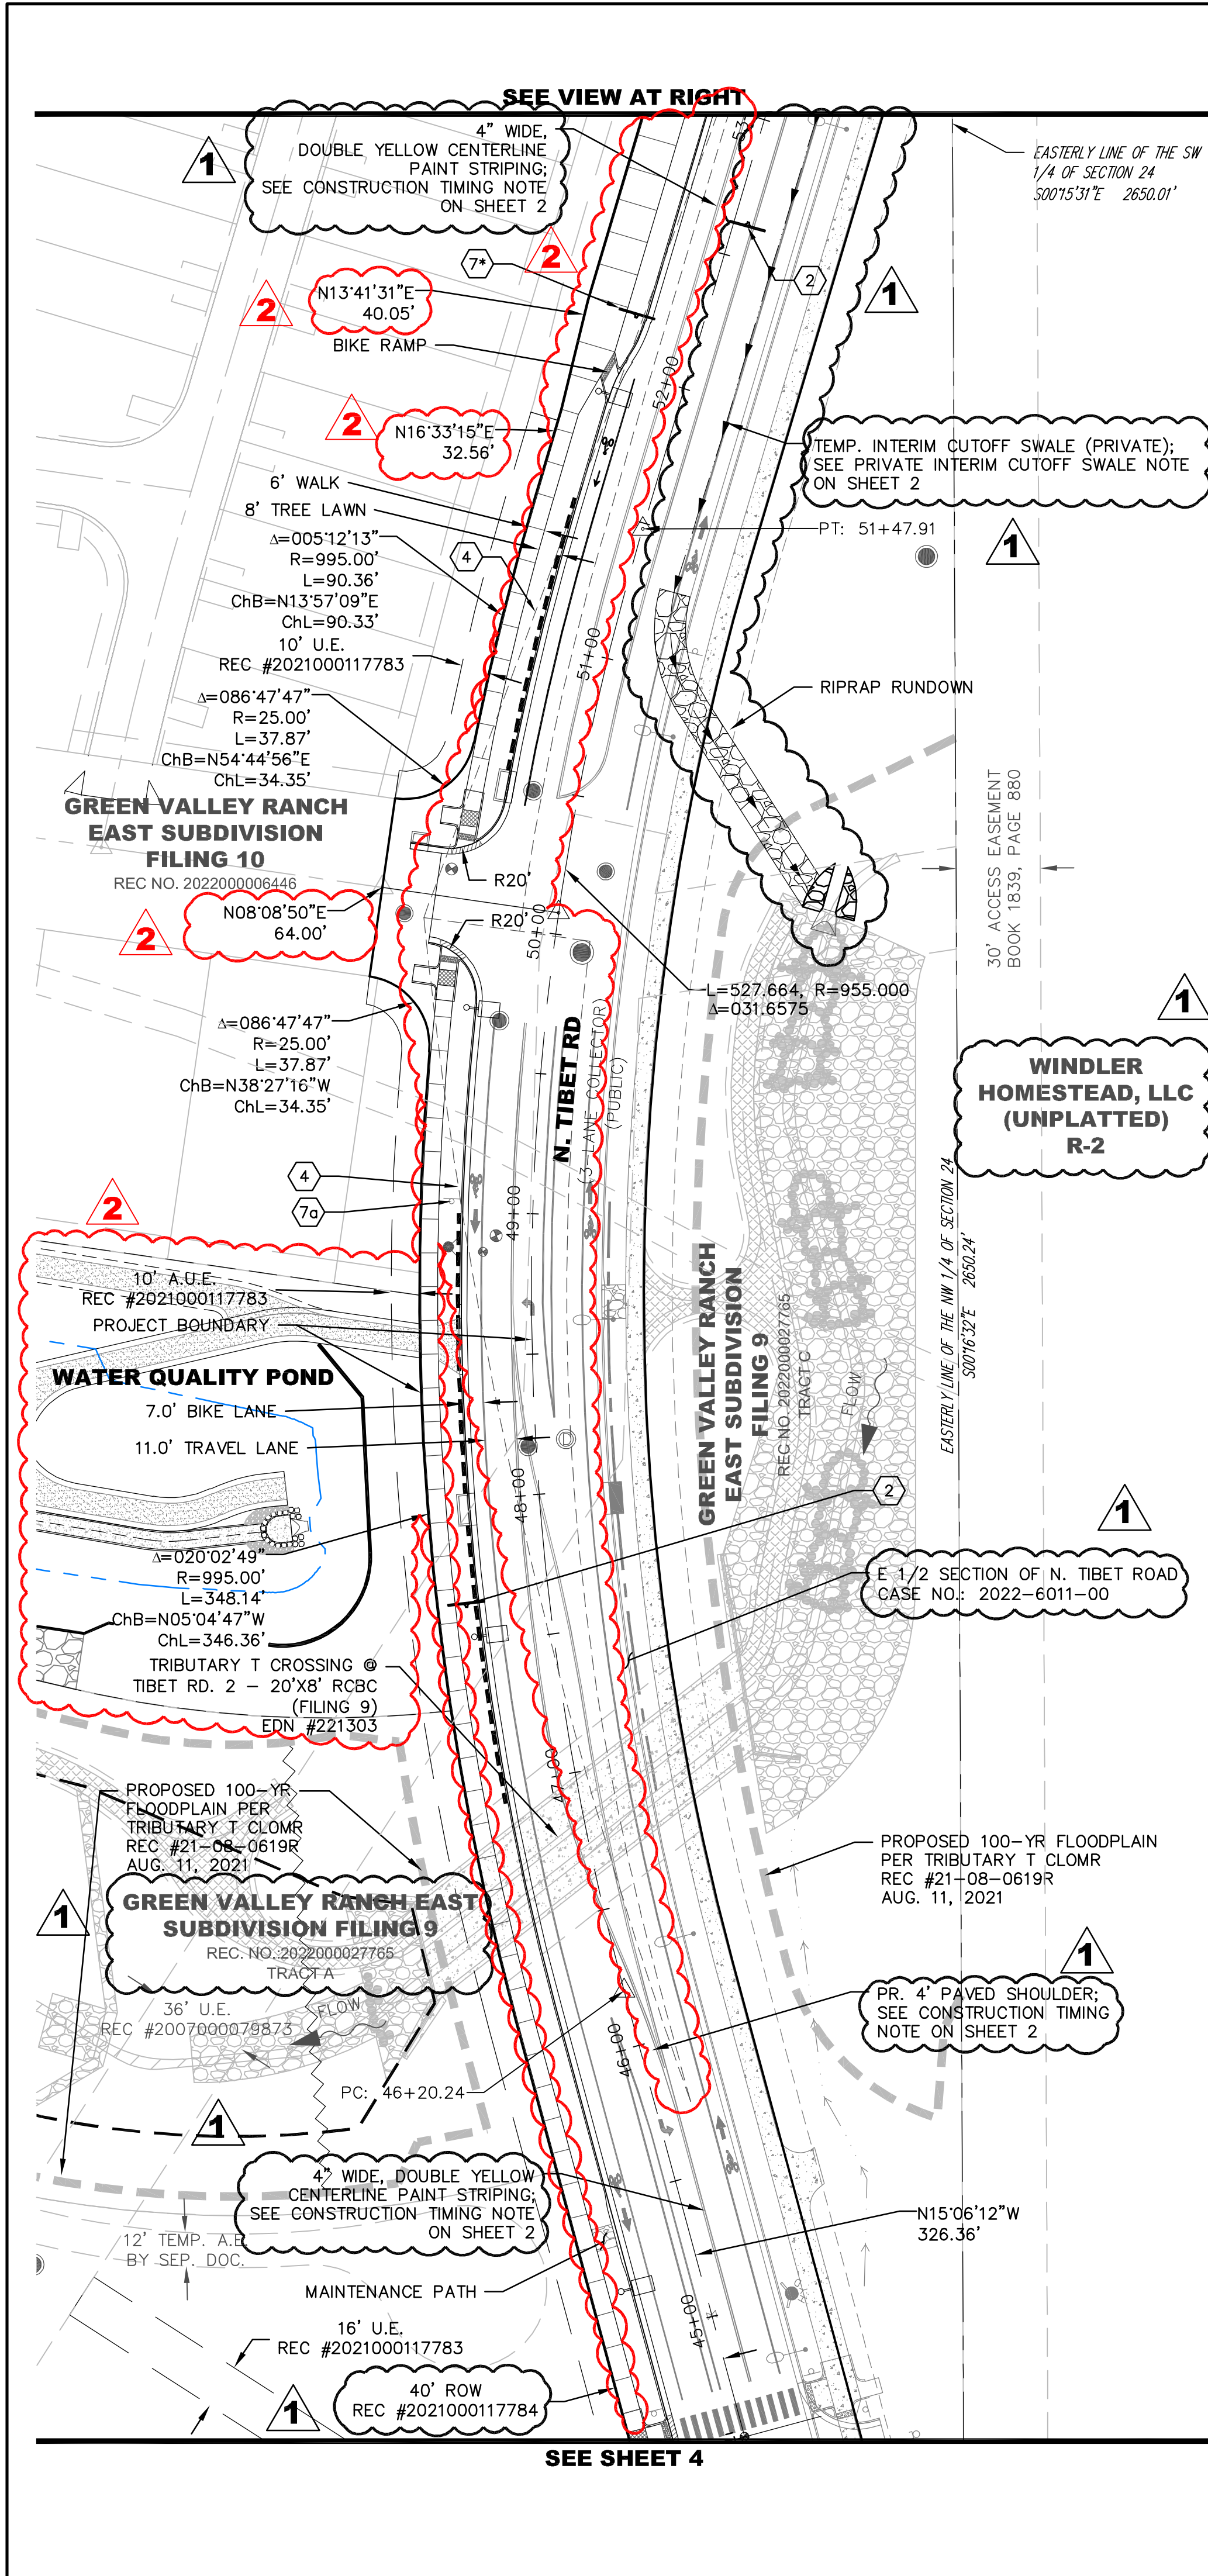 SEE VIEW AT RIGHT
4" WIDE,
DOUBLE YELLOW CENTERLINE
PAINT STRIPING;
SEE CONSTRUCTION TIMING NOTE
ON SHEET 2
1
53+
EASTERLY LINE OF THE SW
1/4 OF SECTION 24
S00°15'31"E 2650.01'
7*
2
2
1
N13°41'31"E
40.05'
2
BIKE RAMP
52+00
N16°33'15"E
32.56'
2
TEMP. INTERIM CUTOFF SWALE (PRIVATE);
SEE PRIVATE INTERIM CUTOFF SWALE NOTE
ON SHEET 2
1
6' WALK
8' TREE LAWN
PT: 51+47.91
Δ=005°12'13"
R=995.00'
L=90.36'
ChB=N13°57'09"E
ChL=90.33'
4
10' U.E.
REC #2021000117783
51+00
RIPRAP RUNDOWN
Δ=086°47'47"
R=25.00'
L=37.87'
ChB=N54°44'56"E
ChL=34.35'
GREEN VALLEY RANCH
EAST SUBDIVISION
FILING 10
REC NO. 2022000006446
30' ACCESS EASEMENT
BOOK 1839, PAGE 880
R20'
N08°08'50"E
64.00'
2
R20'
50+00
L=527.664, R=955.000
Δ=031.6575
Δ=086°47'47"
R=25.00'
L=37.87'
ChB=N38°27'16"W
ChL=34.35'
N. TIBET RD
(3-LANE COLLECTOR)
(PUBLIC)
1
WINDLER
HOMESTEAD, LLC
(UNPLATTED)
R-2
4
7a
49+00
2
10' A.U.E.
REC #2021000117783
PROJECT BOUNDARY
WATER QUALITY POND
7.0' BIKE LANE
11.0' TRAVEL LANE
GREEN VALLEY RANCH
EAST SUBDIVISION
FILING 9
REC NO. 2022000027765
TRACT C
FLOW
EASTERLY LINE OF THE NW 1/4 OF SECTION 24
S00°16'32"E 2650.24'
48+00
2
1
E 1/2 SECTION OF N. TIBET ROAD
CASE NO.: 2022-6011-00
Δ=020°02'49"
R=995.00'
L=348.14'
ChB=N05°04'47"W
ChL=346.36'
TRIBUTARY T CROSSING @
TIBET RD. 2 - 20'X8' RCBC
(FILING 9)
EDN #221303
47+00
PROPOSED 100-YR
FLOODPLAIN PER
TRIBUTARY T CLOMR
REC #21-08-0619R
AUG. 11, 2021
PROPOSED 100-YR FLOODPLAIN
PER TRIBUTARY T CLOMR
REC #21-08-0619R
AUG. 11, 2021
1
GREEN VALLEY RANCH EAST
SUBDIVISION FILING 9
REC. NO.:2022000027765
TRACT A
1
PR. 4' PAVED SHOULDER;
SEE CONSTRUCTION TIMING
NOTE ON SHEET 2
36' U.E.
REC #2007000079873
FLOW
46+00
PC: 46+20.24
1
4" WIDE, DOUBLE YELLOW
CENTERLINE PAINT STRIPING;
SEE CONSTRUCTION TIMING NOTE
ON SHEET 2
N15°06'12"W
326.36'
12' TEMP. A.E.
BY SEP. DOC.
MAINTENANCE PATH
45+00
16' U.E.
REC #2021000117783
1
40' ROW
REC #2021000117784
SEE SHEET 4